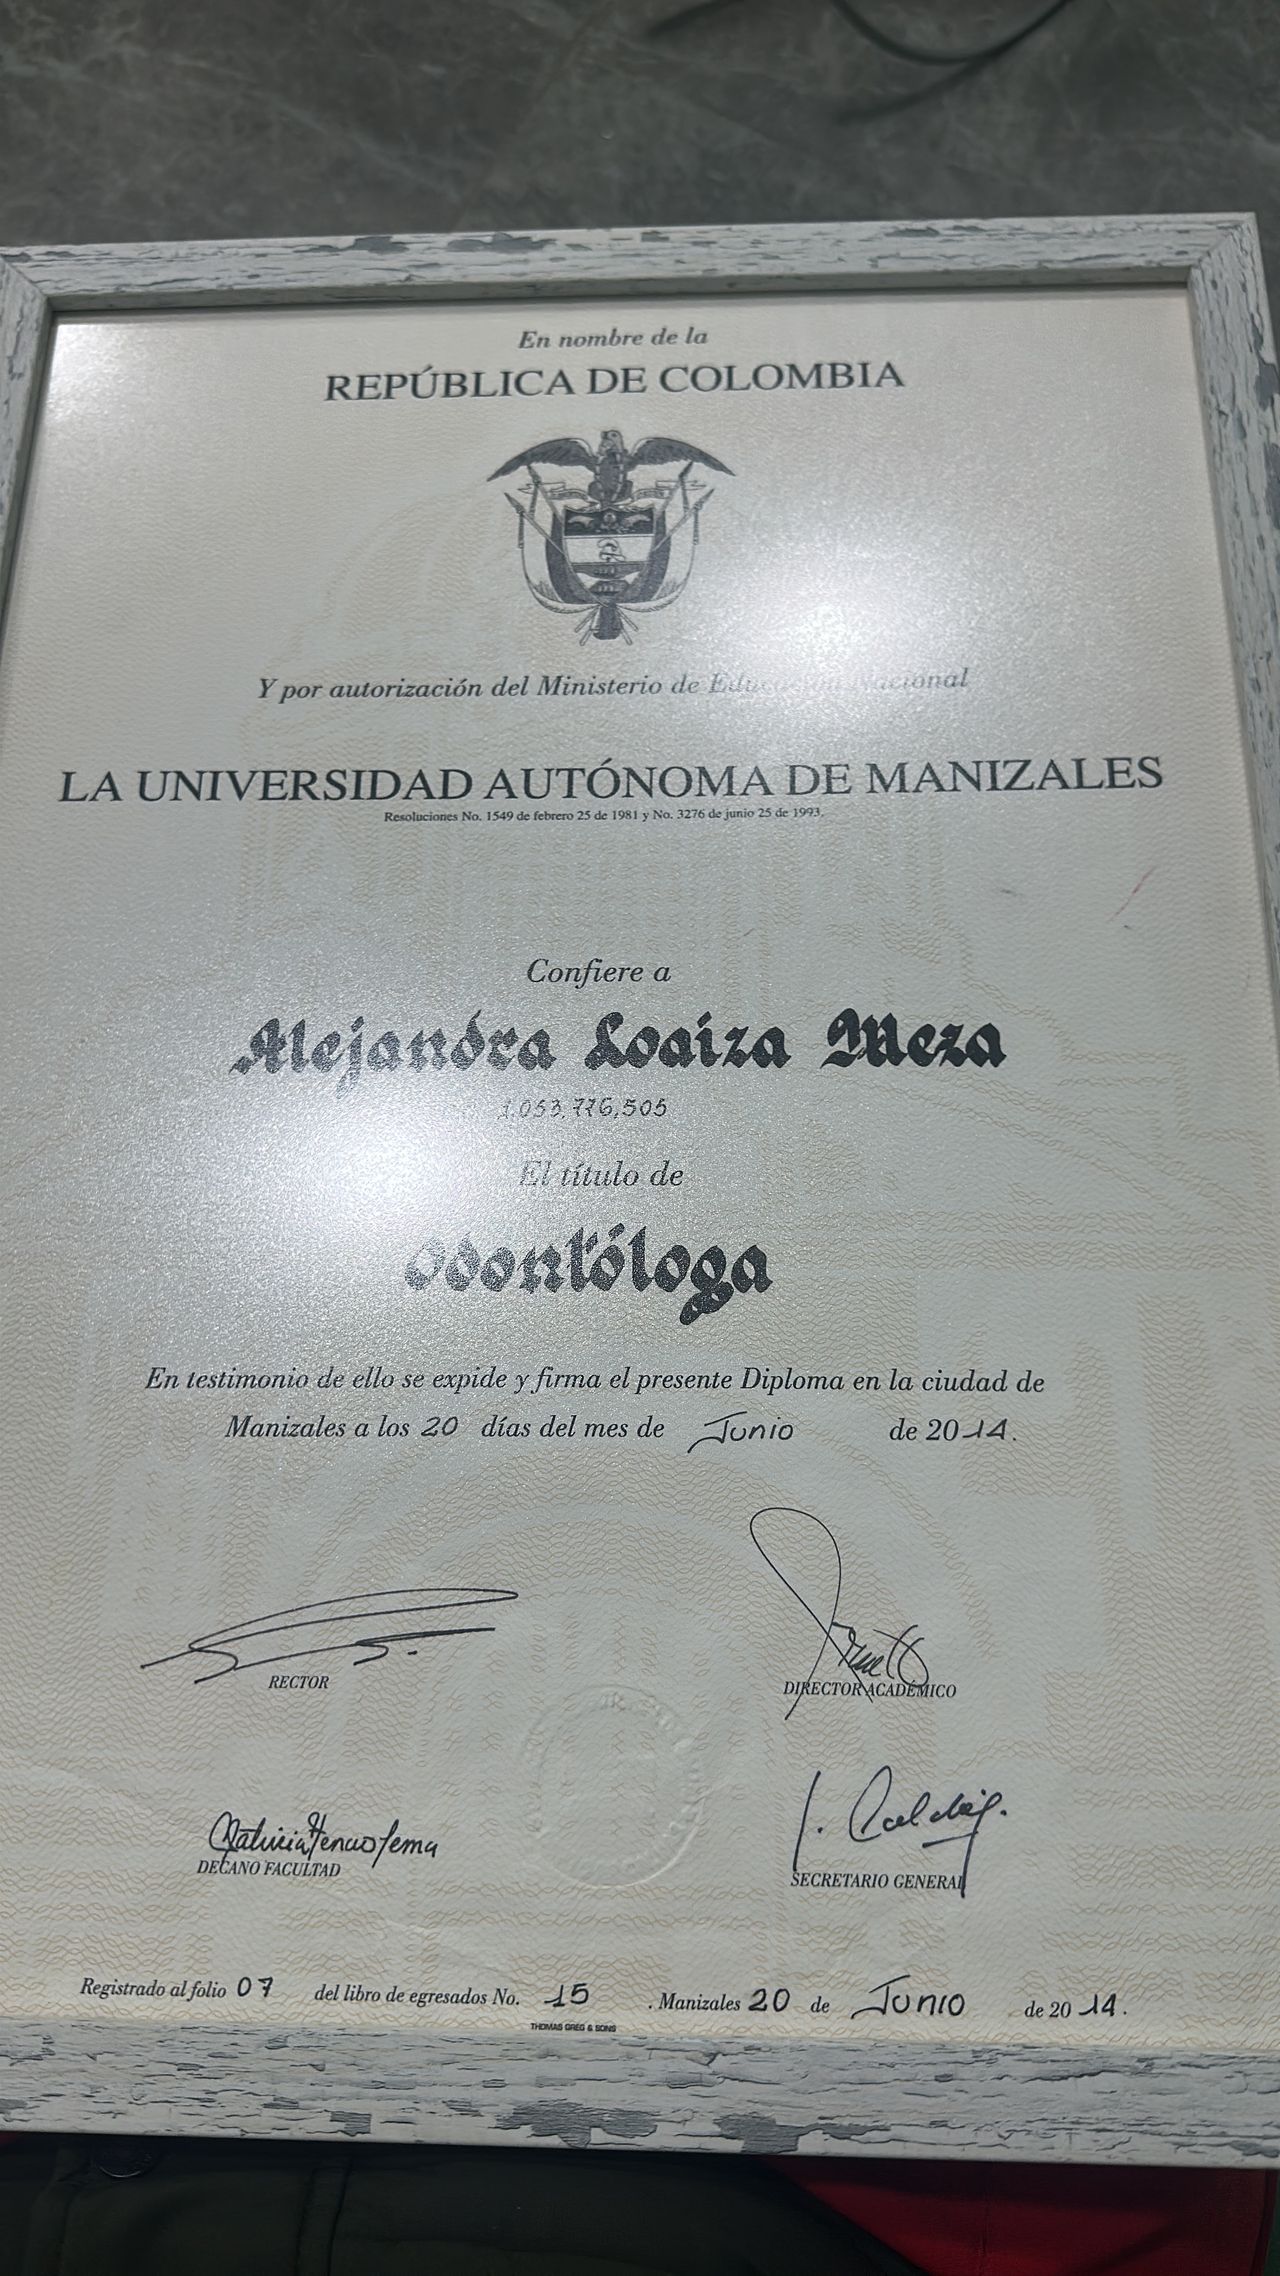 En nombre de la
REPÚBLICA DE COLOMBIA
Y por autorización del Ministerio de Educación Nacional
LA UNIVERSIDAD AUTÓNOMA DE MANIZALES
Resoluciones No. 1549 de febrero 25 de 1981 y No. 3276 de junio 25 de 1993.
Confiere a
Alejandra Loaiza Meza
1.053,776,505
El título de
Odontóloga
En testimonio de ello se expide y firma el presente Diploma en la ciudad de
Manizales a los 20 días del mes de Junio de 2014.
RECTOR
DIRECTOR ACADÉMICO
DECANO FACULTAD
SECRETARIO GENERAL
Registrado al folio 07 del libro de egresados No. 15 . Manizales 20 de Junio de 2014.
THOMAS GREG & SONS